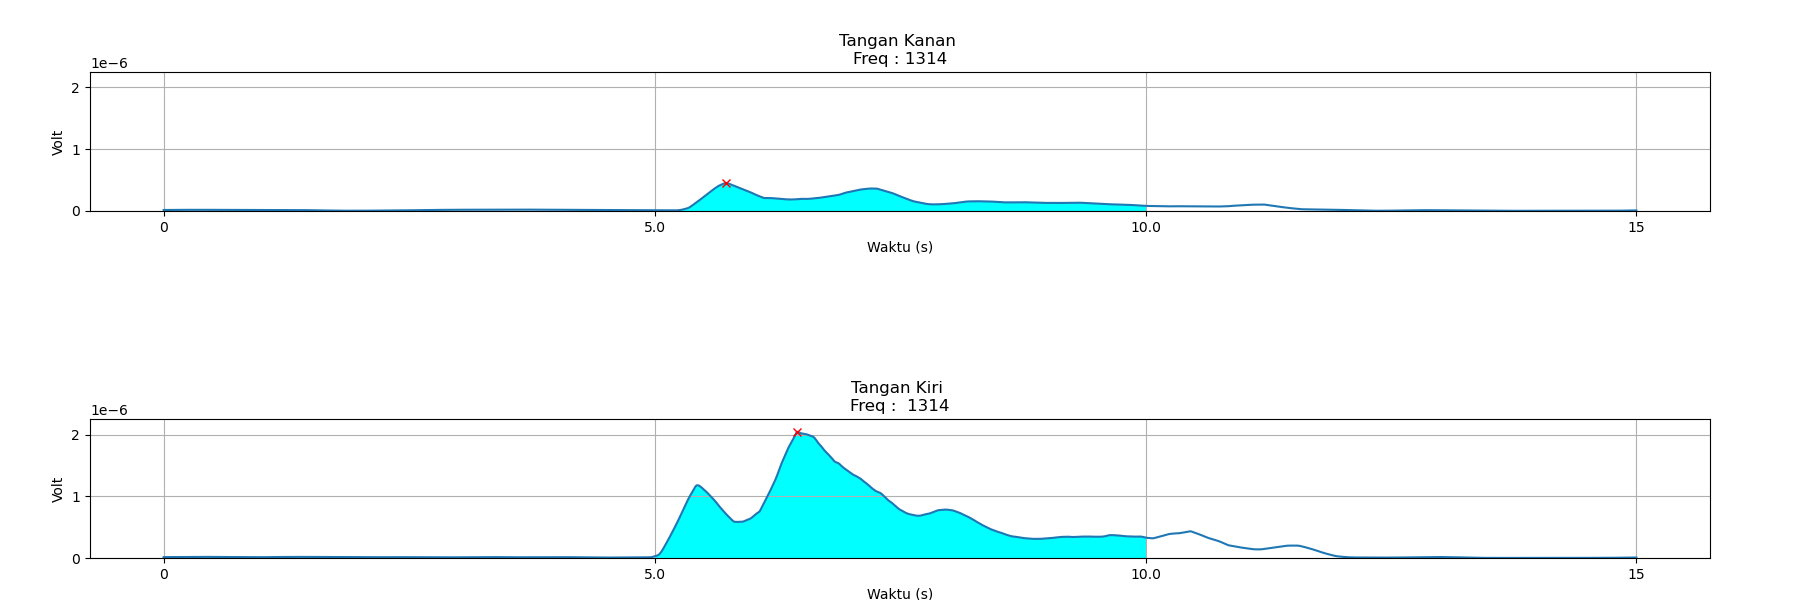 Tangan Kanan
Freq : 1314
1e−6
2
1
0
Volt
0 5.0 10.0 15
Waktu (s)
Tangan Kiri
Freq :  1314
1e−6
2
1
0
Volt
0 5.0 10.0 15
Waktu (s)